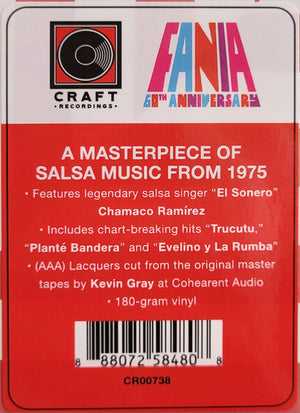 CRAFT
RECORDINGS
FANIA
60TH ANNIVERSARY
A MASTERPIECE OF
SALSA MUSIC FROM 1975
• Features legendary salsa singer “El Sonero”
Chamaco Ramírez
• Includes chart-breaking hits “Trucutu,”
“Planté Bandera” and “Evelino y La Rumba”
• (AAA) Lacquers cut from the original master
tapes by Kevin Gray at Cohearent Audio
• 180-gram vinyl
8 88072 58480 8
CR00738